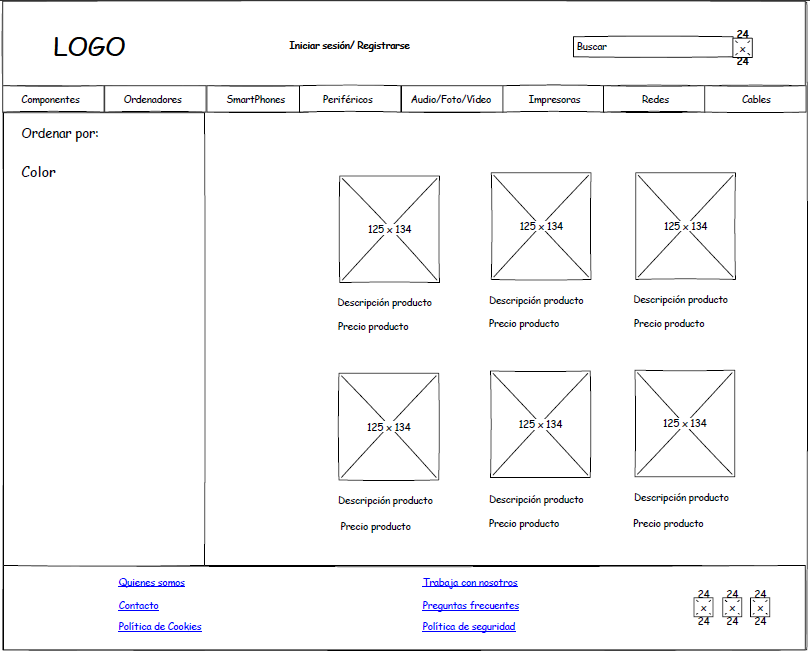 LOGO
Iniciar sesión/ Registrarse
Buscar
24
x
24
Componentes
Ordenadores
SmartPhones
Periféricos
Audio/Foto/Video
Impresoras
Redes
Cables
Ordenar por:
Color
125 x 134
125 x 134
125 x 134
Descripción producto
Descripción producto
Descripción producto
Precio producto
Precio producto
Precio producto
125 x 134
125 x 134
125 x 134
Descripción producto
Descripción producto
Descripción producto
Precio producto
Precio producto
Precio producto
Quienes somos
Trabaja con nosotros
Contacto
Preguntas frecuentes
Política de Cookies
Política de seguridad
24 24 24
x x x
24 24 24